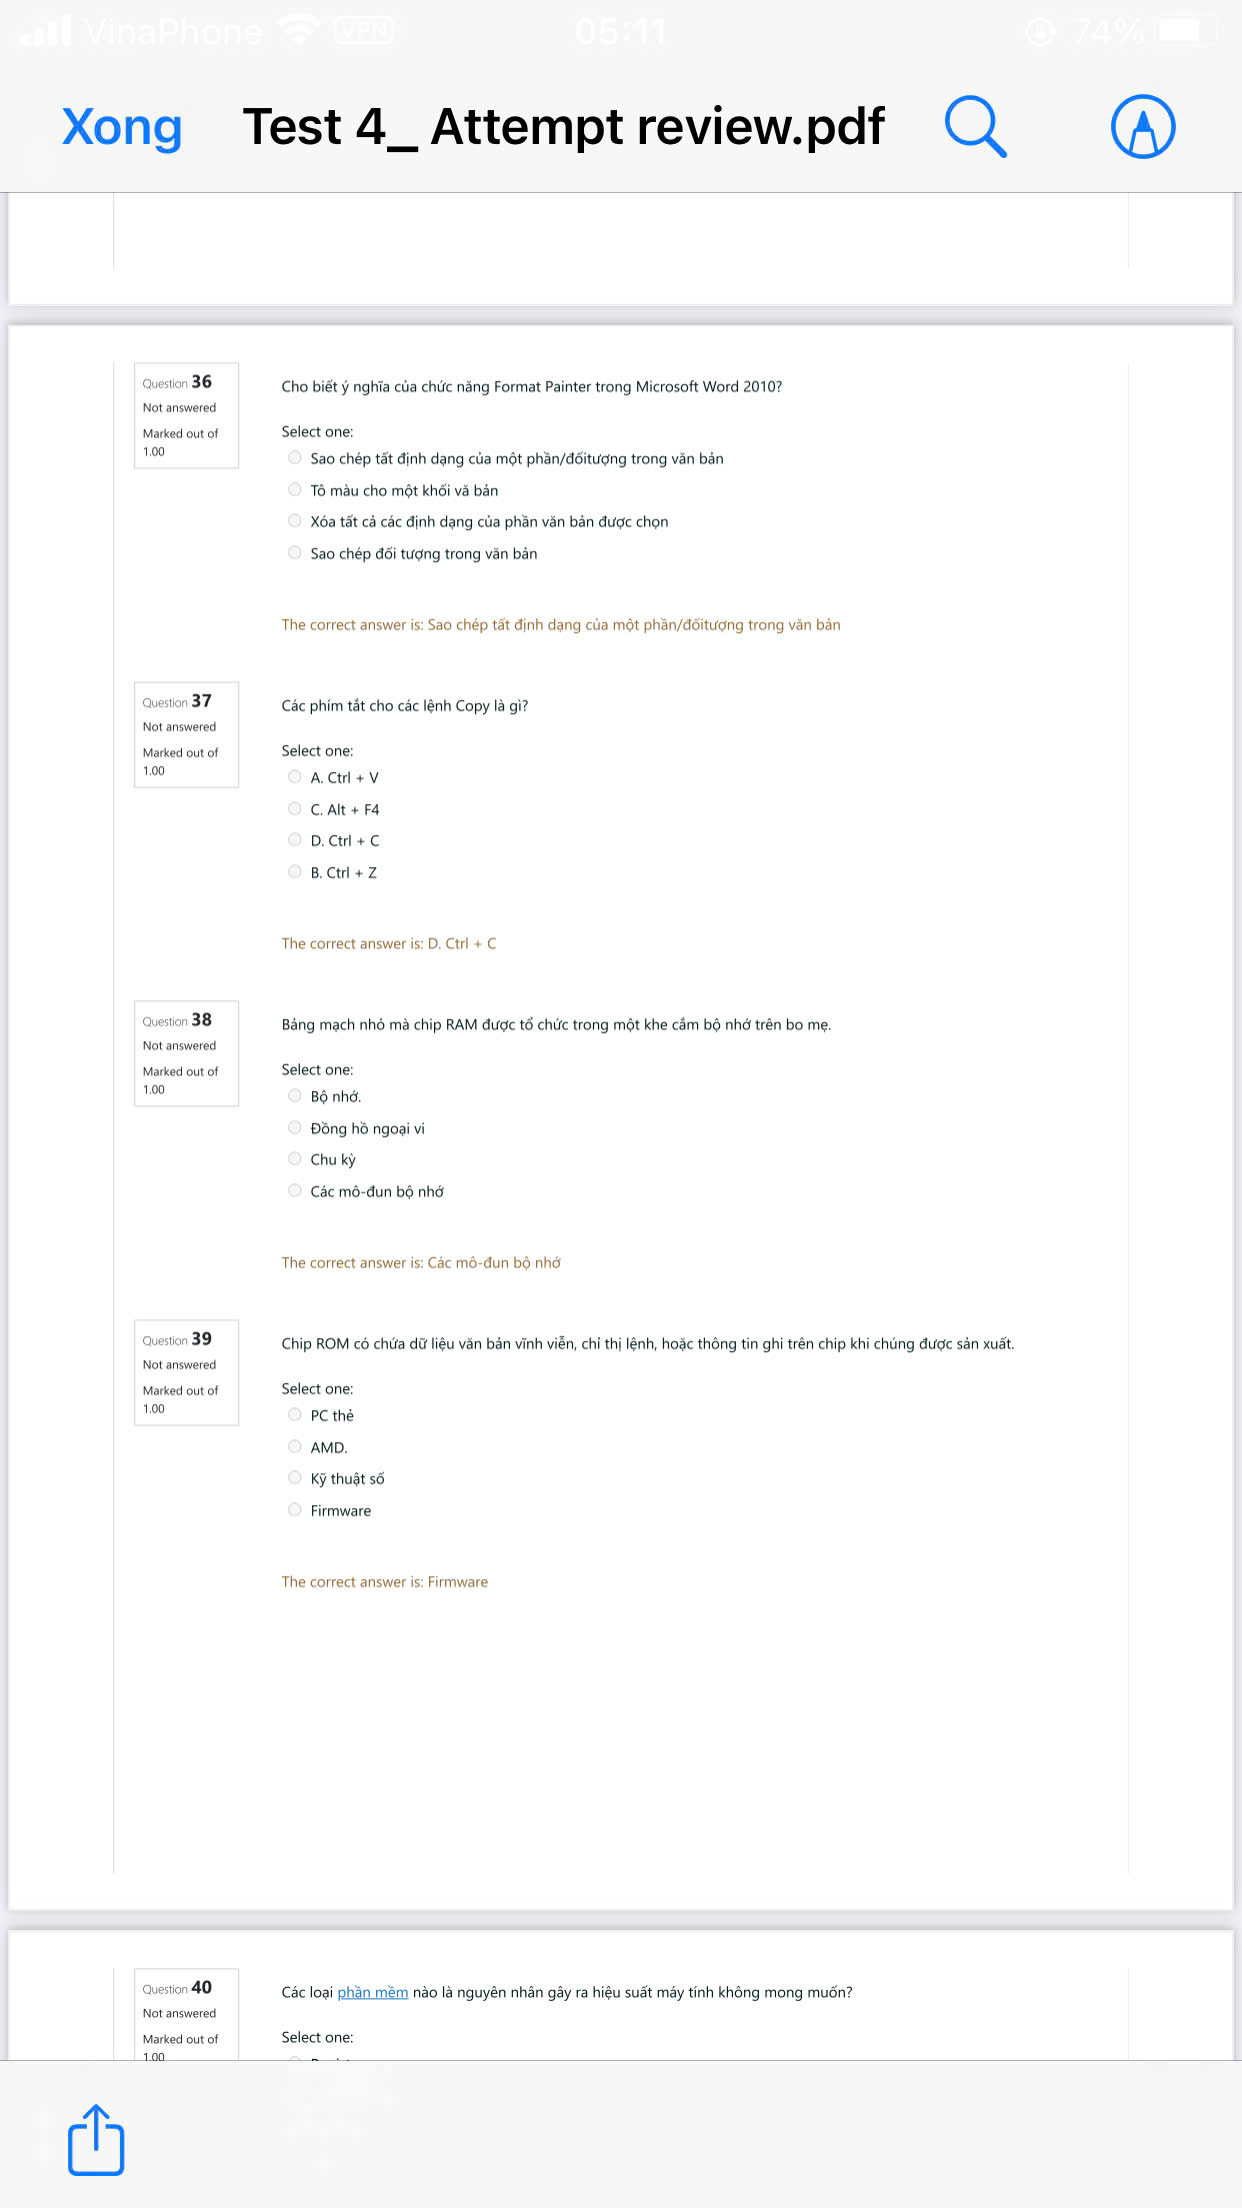 VinaPhone VPN 05:11 74%
Xong Test 4_ Attempt review.pdf
Question 36
Not answered
Marked out of
1.00
Cho biết ý nghĩa của chức năng Format Painter trong Microsoft Word 2010?
Select one:
Sao chép tất định dạng của một phần/đốitượng trong văn bản
Tô màu cho một khối vă bản
Xóa tất cả các định dạng của phần văn bản được chọn
Sao chép đối tượng trong văn bản
The correct answer is: Sao chép tất định dạng của một phần/đốitượng trong văn bản
Question 37
Not answered
Marked out of
1.00
Các phím tắt cho các lệnh Copy là gì?
Select one:
A. Ctrl + V
C. Alt + F4
D. Ctrl + C
B. Ctrl + Z
The correct answer is: D. Ctrl + C
Question 38
Not answered
Marked out of
1.00
Bảng mạch nhỏ mà chip RAM được tổ chức trong một khe cắm bộ nhớ trên bo mẹ.
Select one:
Bộ nhớ.
Đồng hồ ngoại vi
Chu kỳ
Các mô-đun bộ nhớ
The correct answer is: Các mô-đun bộ nhớ
Question 39
Not answered
Marked out of
1.00
Chip ROM có chứa dữ liệu văn bản vĩnh viễn, chỉ thị lệnh, hoặc thông tin ghi trên chip khi chúng được sản xuất.
Select one:
PC thẻ
AMD.
Kỹ thuật số
Firmware
The correct answer is: Firmware
Question 40
Not answered
Marked out of
1.00
Các loại phần mềm nào là nguyên nhân gây ra hiệu suất máy tính không mong muốn?
Select one: